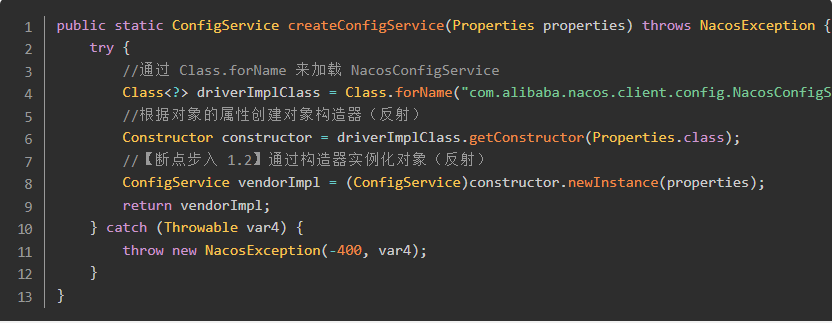 1 public static ConfigService createConfigService(Properties properties) throws NacosException {
2     try {
3         //通过 Class.forName 来加载 NacosConfigService
4         Class<?> driverImplClass = Class.forName("com.alibaba.nacos.client.config.NacosConfigS
5         //根据对象的属性创建对象构造器（反射）
6         Constructor constructor = driverImplClass.getConstructor(Properties.class);
7         //【断点步入 1.2】通过构造器实例化对象（反射）
8         ConfigService vendorImpl = (ConfigService)constructor.newInstance(properties);
9         return vendorImpl;
10     } catch (Throwable var4) {
11         throw new NacosException(-400, var4);
12     }
13 }